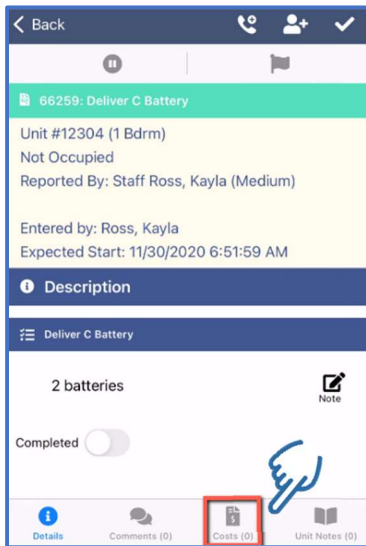 Back
66259: Deliver C Battery
Unit #12304 (1 Bdrm)
Not Occupied
Reported By: Staff Ross, Kayla (Medium)
Entered by: Ross, Kayla
Expected Start: 11/30/2020 6:51:59 AM
Description
Deliver C Battery
2 batteries
Note
Completed
Details Comments (0) Costs (0) Unit Notes (0)